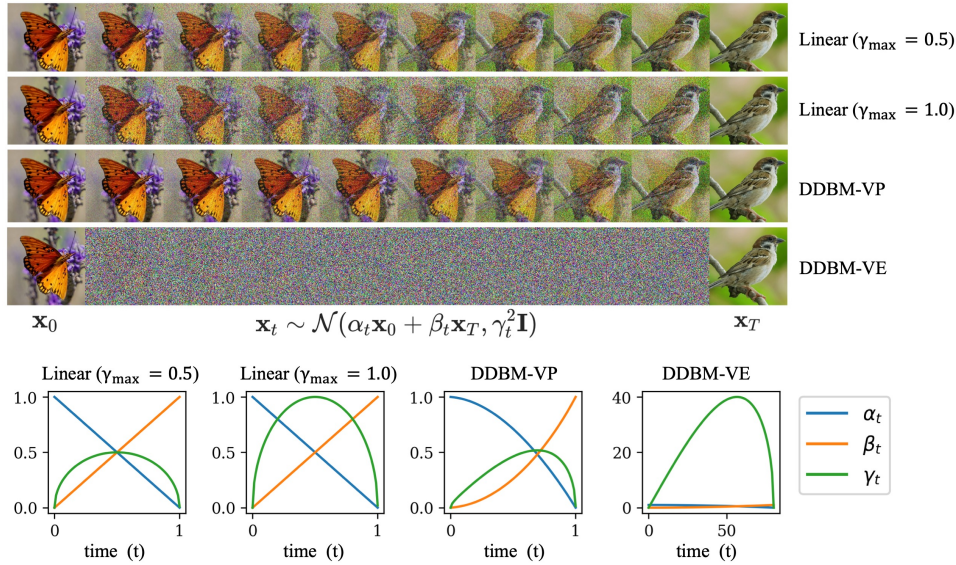 Linear (γmax = 0.5)
Linear (γmax = 1.0)
DDBM-VP
DDBM-VE
x₀
xₜ ∼ 𝒩(αₜx₀ + βₜx_T, γₜ²I)
x_T
Linear (γmax = 0.5)
Linear (γmax = 1.0)
DDBM-VP
DDBM-VE
1.0
0.5
0.0
0
1
time (t)
1.0
0.5
0.0
0
1
time (t)
1.0
0.5
0.0
0
1
time (t)
40
20
0
0
50
time (t)
αₜ
βₜ
γₜ